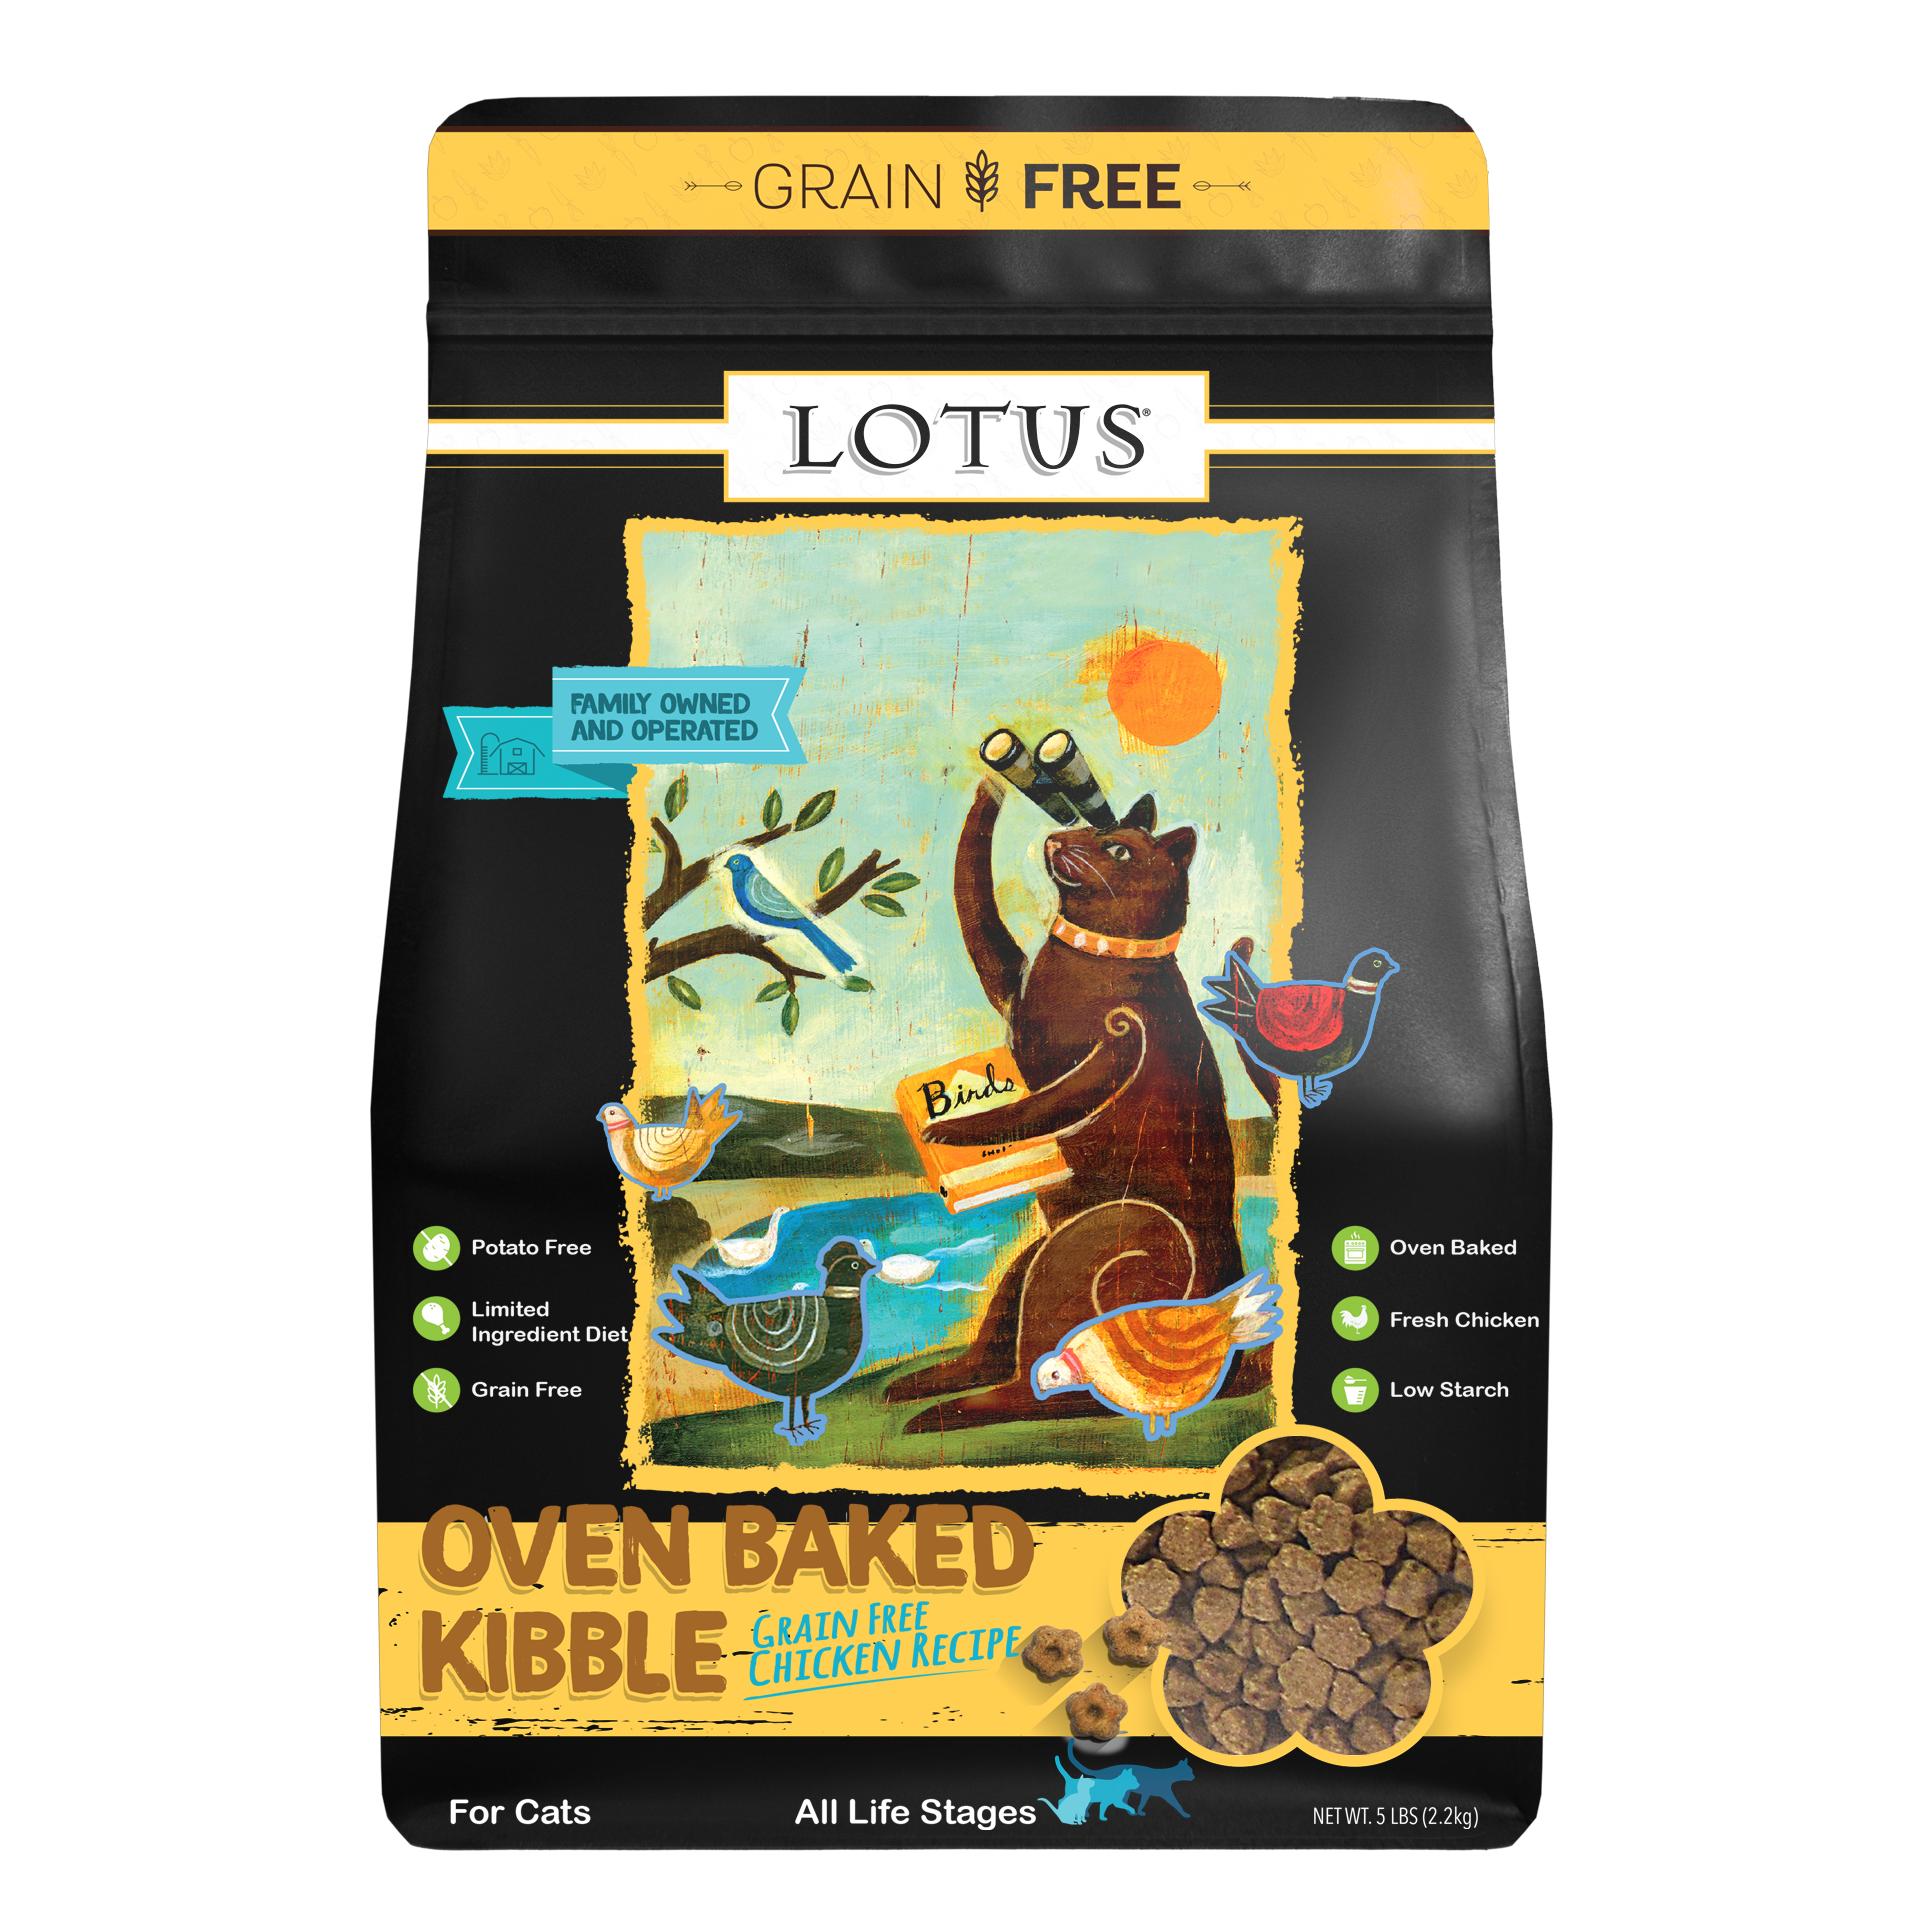 GRAIN FREE
LOTUS®
FAMILY OWNED
AND OPERATED
Birds
Potato Free
Limited
Ingredient Diet
Grain Free
Oven Baked
Fresh Chicken
Low Starch
OVEN BAKED
KIBBLE
GRAIN FREE
CHICKEN RECIPE
For Cats
All Life Stages
NET WT. 5 LBS (2.2kg)